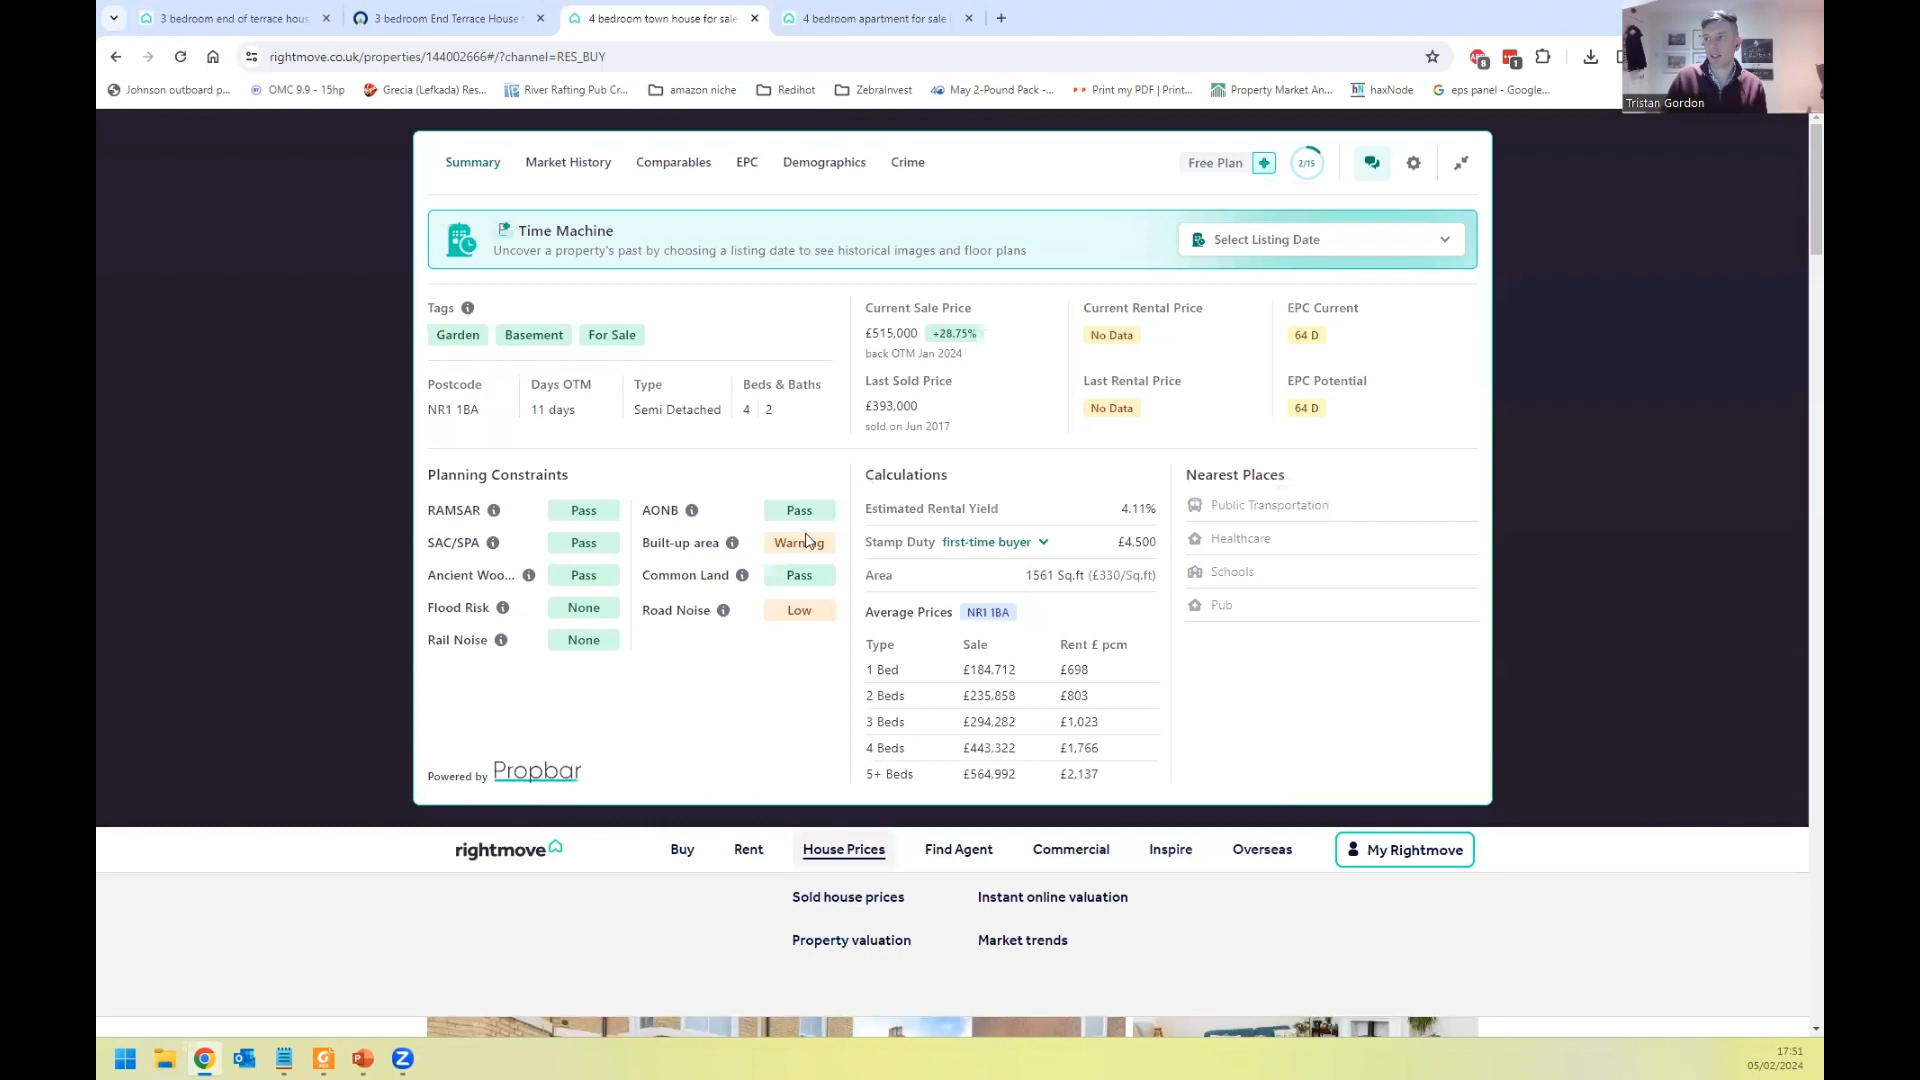 3 bedroom end of terrace hous
3 bedroom End Terrace House
4 bedroom town house for sale
4 bedroom apartment for sale
rightmove.co.uk/properties/144002666#/?channel=RES_BUY
8
1
Johnson outboard p...
OMC 9.9 - 15hp
Grecia (Lefkada) Res...
River Rafting Pub Cr...
amazon niche
Redihot
ZebraInvest
May 2-Pound Pack -...
Print my PDF | Print...
Property Market An...
haxNode
eps panel - Google...
Tristan Gordon
Summary
Market History
Comparables
EPC
Demographics
Crime
Free Plan
2/15
Time Machine
Uncover a property's past by choosing a listing date to see historical images and floor plans
Select Listing Date
Tags
Garden
Basement
For Sale
Postcode
NR1 1BA
Days OTM
11 days
Type
Semi Detached
Beds & Baths
4 | 2
Current Sale Price
£515,000 +28.75%
back OTM Jan 2024
Last Sold Price
£393,000
sold on Jun 2017
Current Rental Price
No Data
Last Rental Price
No Data
EPC Current
64 D
EPC Potential
64 D
Planning Constraints
RAMSAR Pass
SAC/SPA Pass
Ancient Woo... Pass
Flood Risk None
Rail Noise None
AONB Pass
Built-up area Warning
Common Land Pass
Road Noise Low
Powered by Propbar
Calculations
Estimated Rental Yield 4.11%
Stamp Duty first-time buyer £4,500
Area 1561 Sq.ft (£330/Sq.ft)
Average Prices NR1 1BA
Type Sale Rent £ pcm
1 Bed £184,712 £698
2 Beds £235,858 £803
3 Beds £294,282 £1,023
4 Beds £443,322 £1,766
5+ Beds £564,992 £2,137
Nearest Places
Public Transportation
Healthcare
Schools
Pub
rightmove
Buy
Rent
House Prices
Find Agent
Commercial
Inspire
Overseas
My Rightmove
Sold house prices
Instant online valuation
Property valuation
Market trends
17:51
05/02/2024